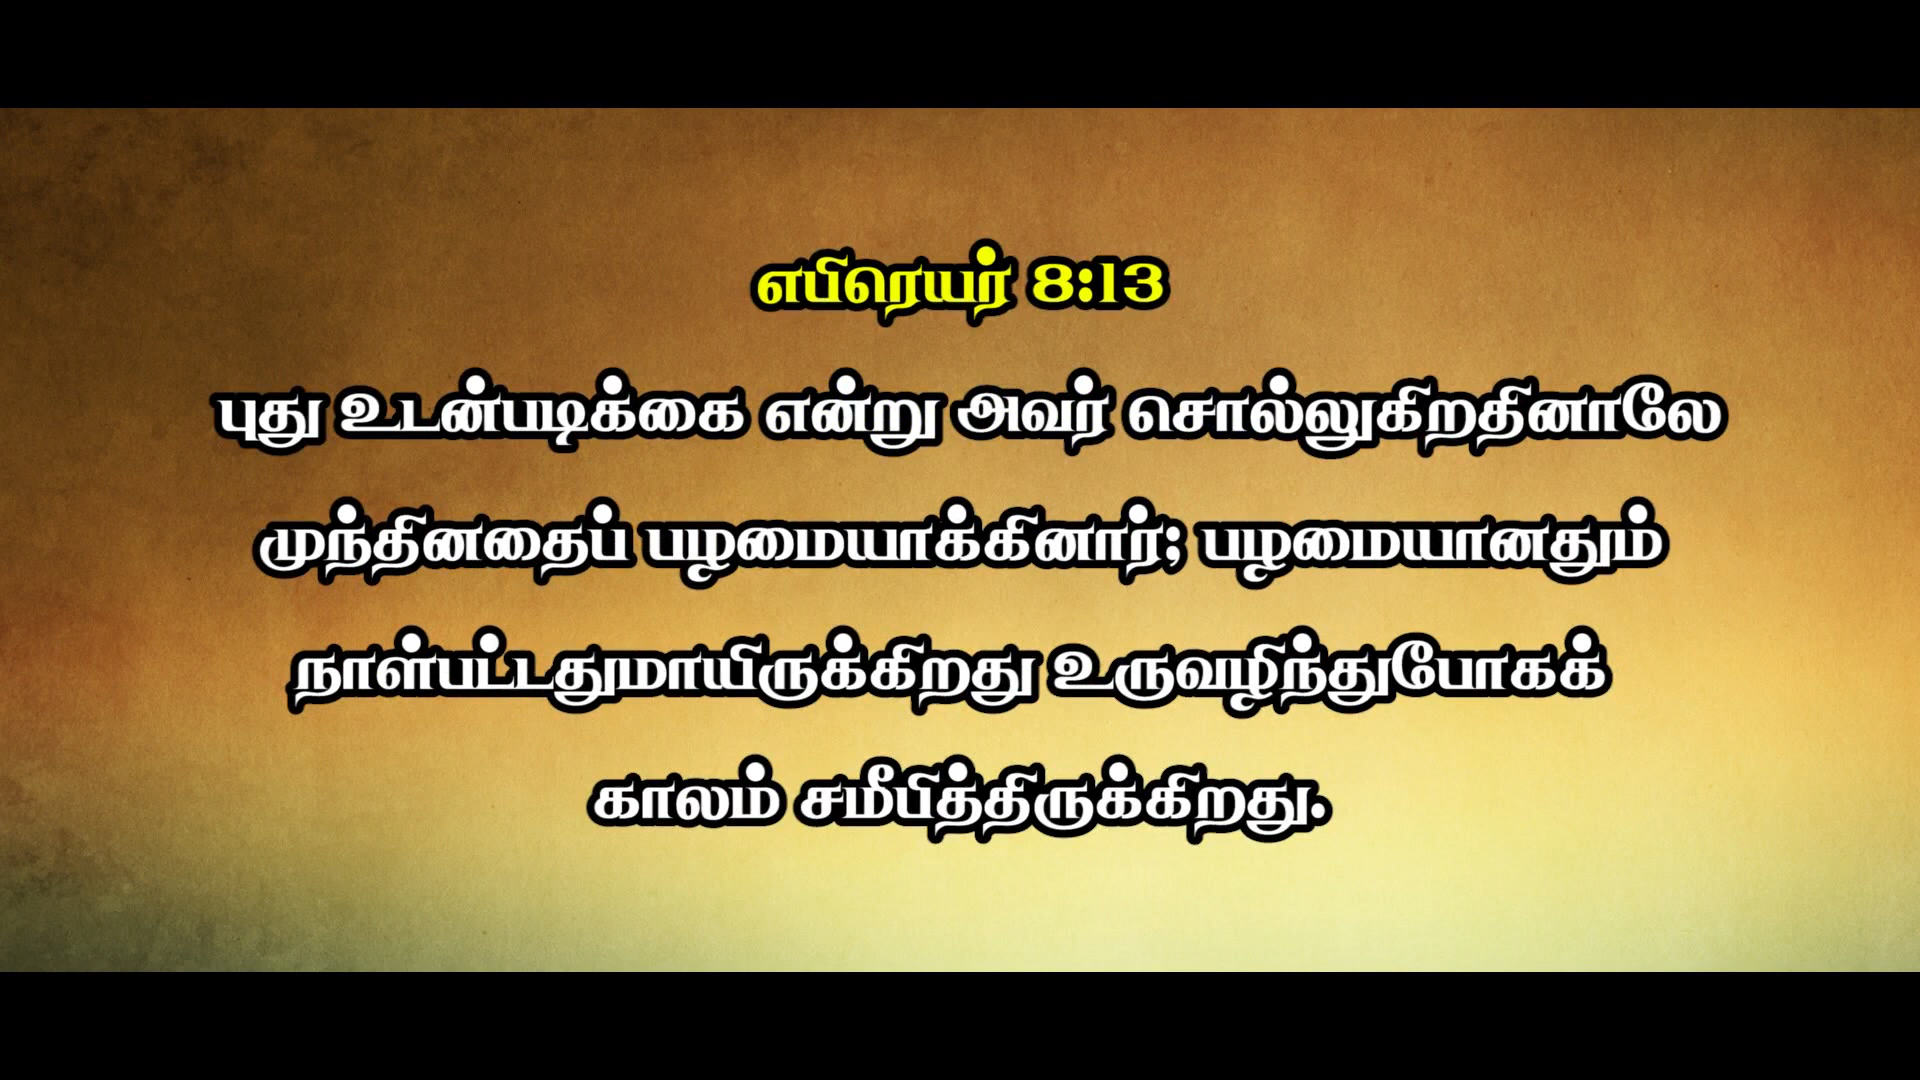 எபிரெயர் 8:13
புது உடன்படிக்கை என்று அவர் சொல்லுகிறதினாலே
முந்தினதைப் பழமையாக்கினார்; பழமையானதும்
நாள்பட்டதுமாயிருக்கிறது உருவழிந்துபோகக்
காலம் சமீபித்திருக்கிறது.